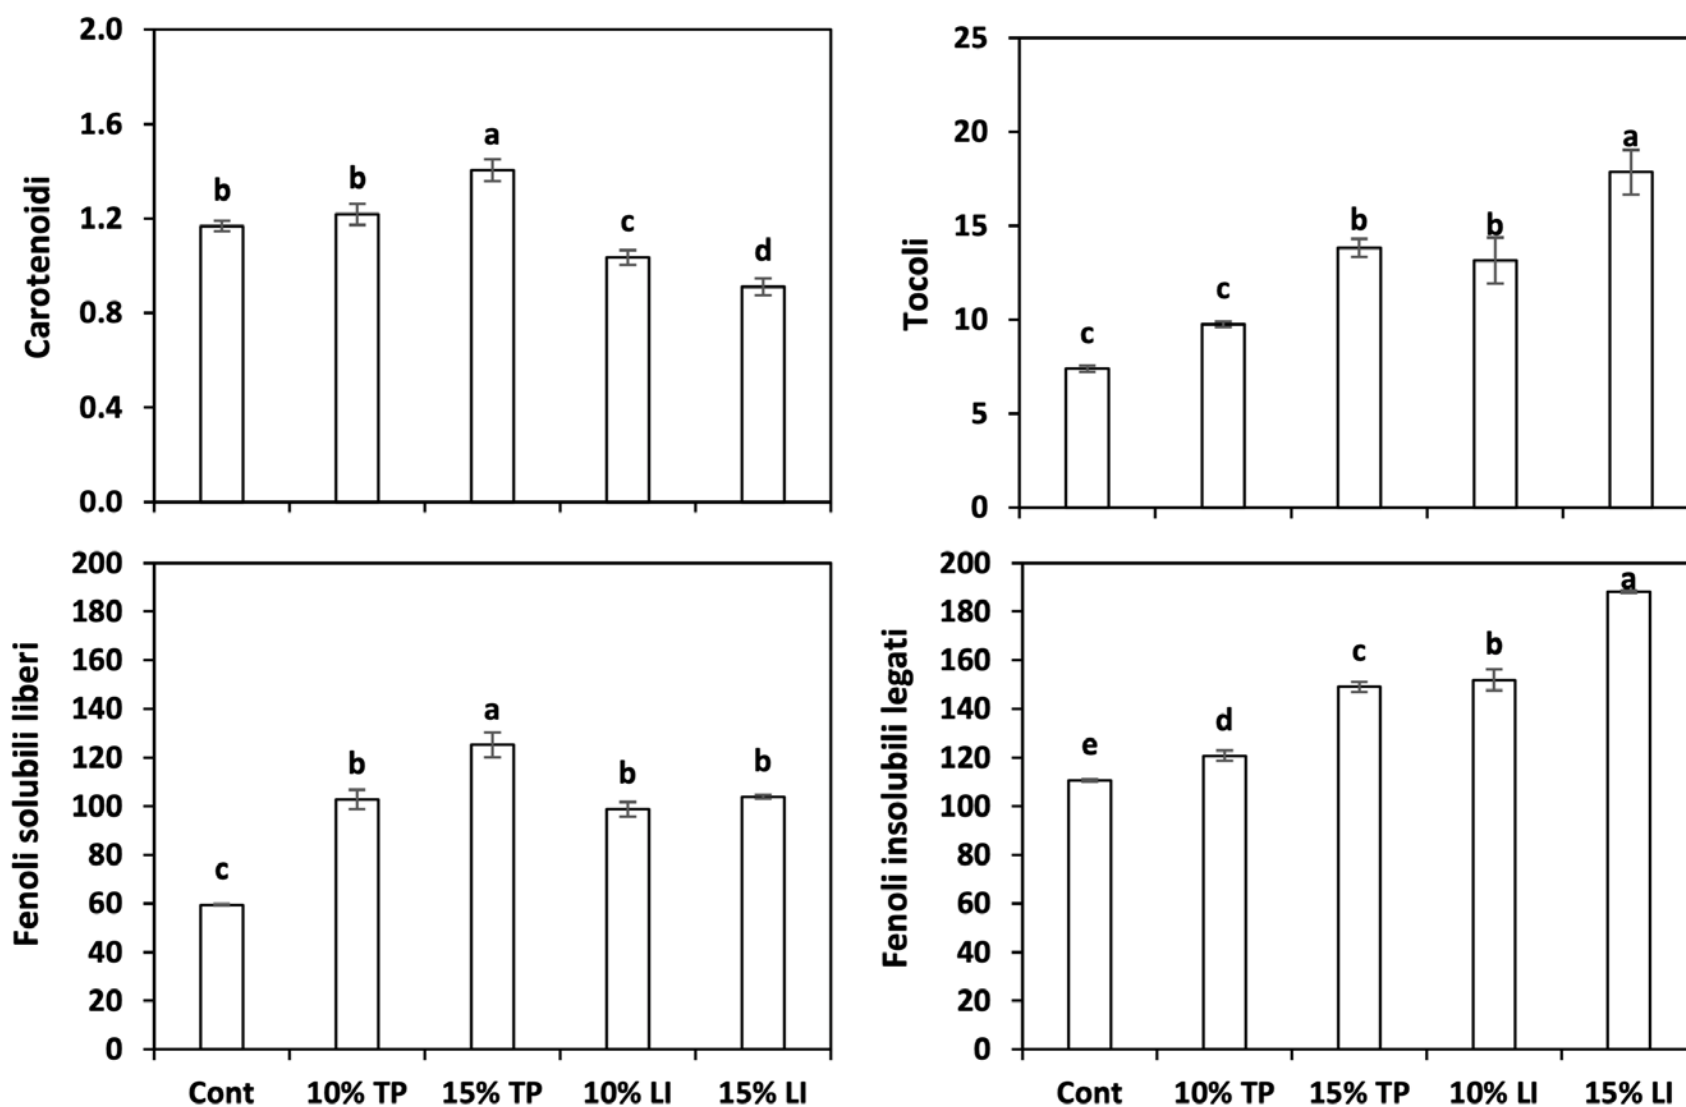 Carotenoidi
2.0
1.6
1.2
0.8
0.4
0.0
b
b
a
c
d
Tocoli
25
20
15
10
5
0
c
c
b
b
a
Fenoli solubili liberi
200
180
160
140
120
100
80
60
40
20
0
c
b
a
b
b
Cont 10% TP 15% TP 10% LI 15% LI
Fenoli insolubili legati
200
180
160
140
120
100
80
60
40
20
0
e
d
c
b
a
Cont 10% TP 15% TP 10% LI 15% LI